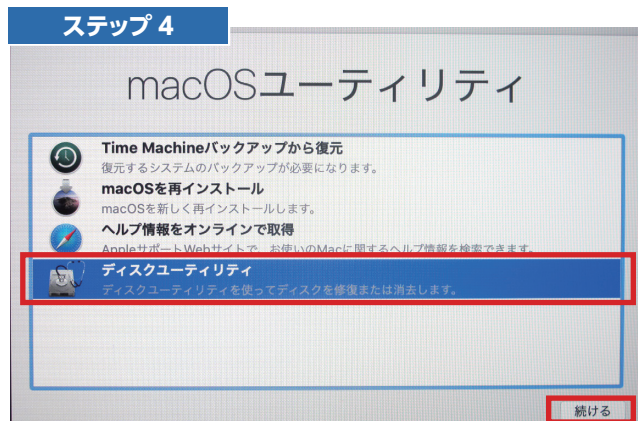 ステップ 4
macOSユーティリティ
Time Machineバックアップから復元
復元するシステムのバックアップが必要になります。
macOSを再インストール
macOSを新しく再インストールします。
ヘルプ情報をオンラインで取得
AppleサポートWebサイトで、お使いのMacに関するヘルプ情報を検索できます。
ディスクユーティリティ
ディスクユーティリティを使ってディスクを修復または消去します。
続ける